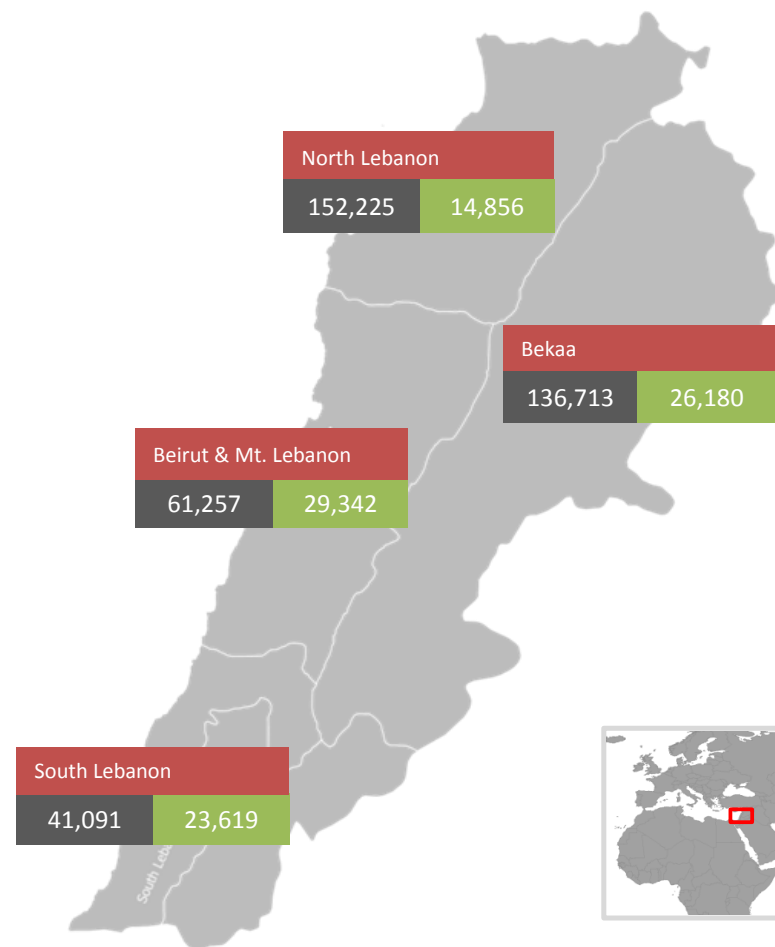 North Lebanon
152,225 14,856
Bekaa
136,713 26,180
Beirut & Mt. Lebanon
61,257 29,342
South Lebanon
41,091 23,619
South